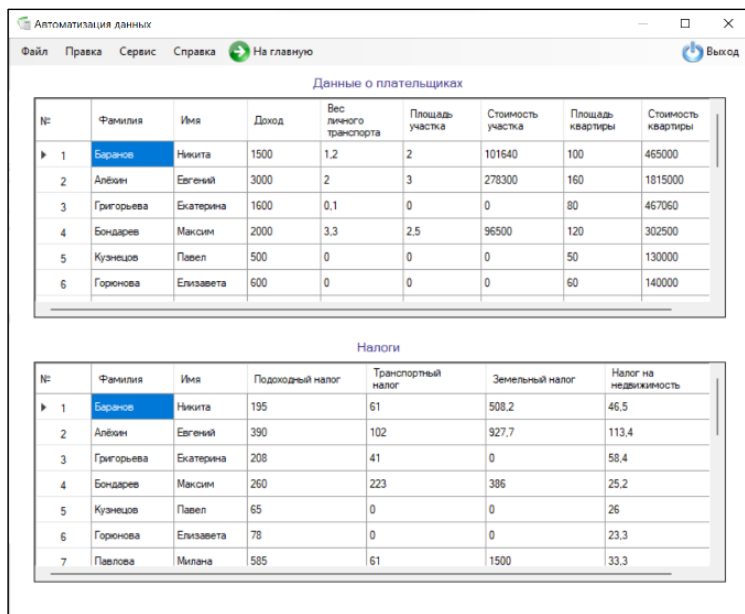 Автоматизация данных
Файл Правка Сервис Справка На главную Выход
Данные о плательщиках
№ Фамилия Имя Доход Вес личного транспорта Площадь участка Стоимость участка Площадь квартиры Стоимость квартиры
1 Баранов Никита 1500 1,2 2 101640 100 465000
2 Алёхин Евгений 3000 2 3 278300 160 1815000
3 Григорьева Екатерина 1600 0,1 0 0 80 467060
4 Бондарев Максим 2000 3,3 2,5 96500 120 302500
5 Кузнецов Павел 500 0 0 0 50 130000
6 Горюнова Елизавета 600 0 0 0 60 140000
Налоги
№ Фамилия Имя Подоходный налог Транспортный налог Земельный налог Налог на недвижимость
1 Баранов Никита 195 61 508,2 46,5
2 Алёхин Евгений 390 102 927,7 113,4
3 Григорьева Екатерина 208 41 0 58,4
4 Бондарев Максим 260 223 386 25,2
5 Кузнецов Павел 65 0 0 26
6 Горюнова Елизавета 78 0 0 23,3
7 Павлова Милана 585 61 1500 33,3